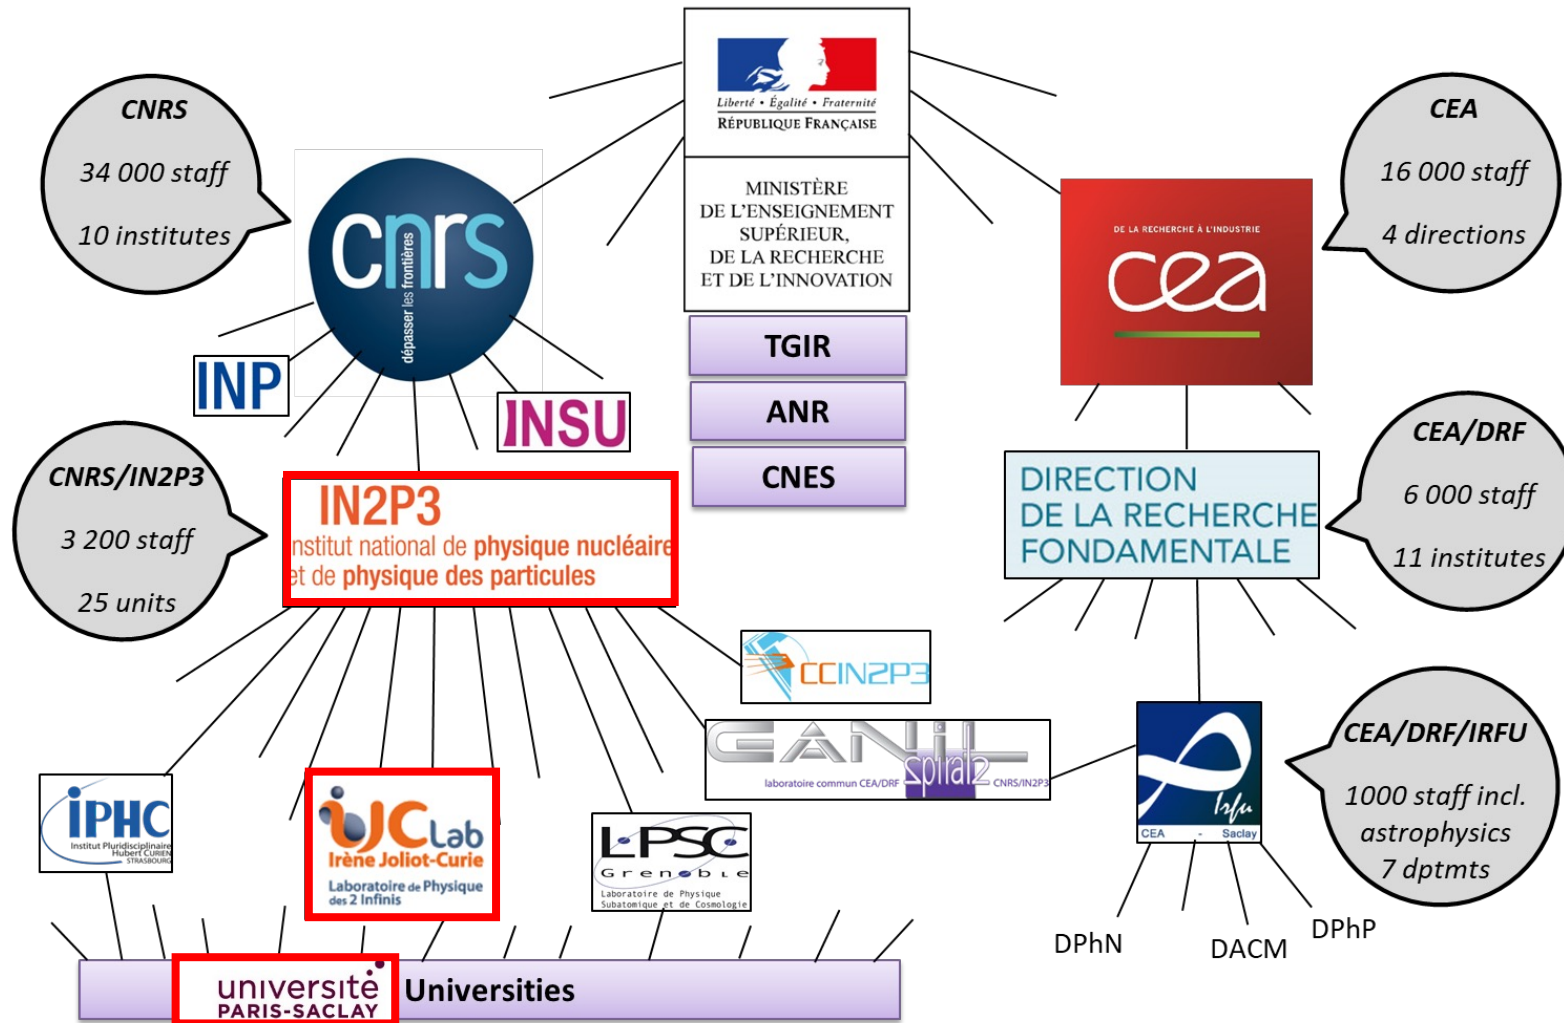 Liberté • Égalité • Fraternité
RÉPUBLIQUE FRANÇAISE
MINISTÈRE
DE L'ENSEIGNEMENT
SUPÉRIEUR,
DE LA RECHERCHE
ET DE L'INNOVATION
TGIR
ANR
CNES
CNRS
34 000 staff
10 institutes
cnrs
dépasser les frontières
INP
INSU
CEA
16 000 staff
4 directions
DE LA RECHERCHE À L'INDUSTRIE
cea
CNRS/IN2P3
3 200 staff
25 units
IN2P3
nstitut national de physique nucléaire
et de physique des particules
DIRECTION
DE LA RECHERCHE
FONDAMENTALE
CEA/DRF
6 000 staff
11 institutes
CCIN2P3
GANIL
laboratoire commun CEA/DRF spiral2 CNRS/IN2P3
Irfu
CEA - Saclay
CEA/DRF/IRFU
1000 staff incl.
astrophysics
7 dptmts
iPHC
Institut Pluridisciplinaire
Hubert CURIEN
STRASBOURG
iJCLab
Irène Joliot-Curie
Laboratoire de Physique
des 2 Infinis
LPSC
Grenoble
Laboratoire de Physique
Subatomique et de Cosmologie
DPhN
DACM
DPhP
université
PARIS-SACLAY
Universities